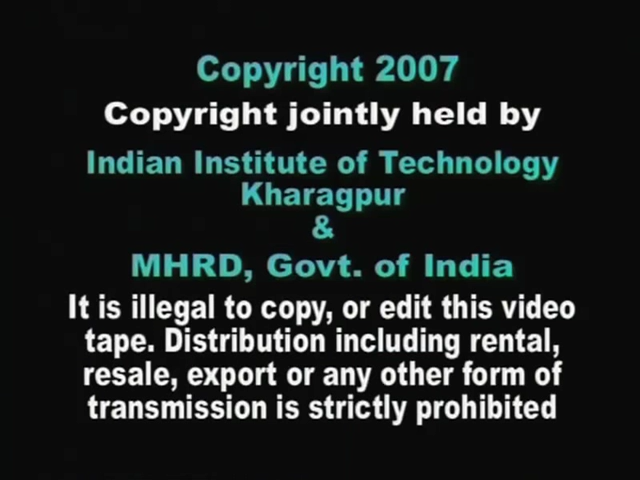 Copyright 2007
Copyright jointly held by
Indian Institute of Technology
Kharagpur
&
MHRD, Govt. of India
It is illegal to copy, or edit this video
tape. Distribution including rental,
resale, export or any other form of
transmission is strictly prohibited